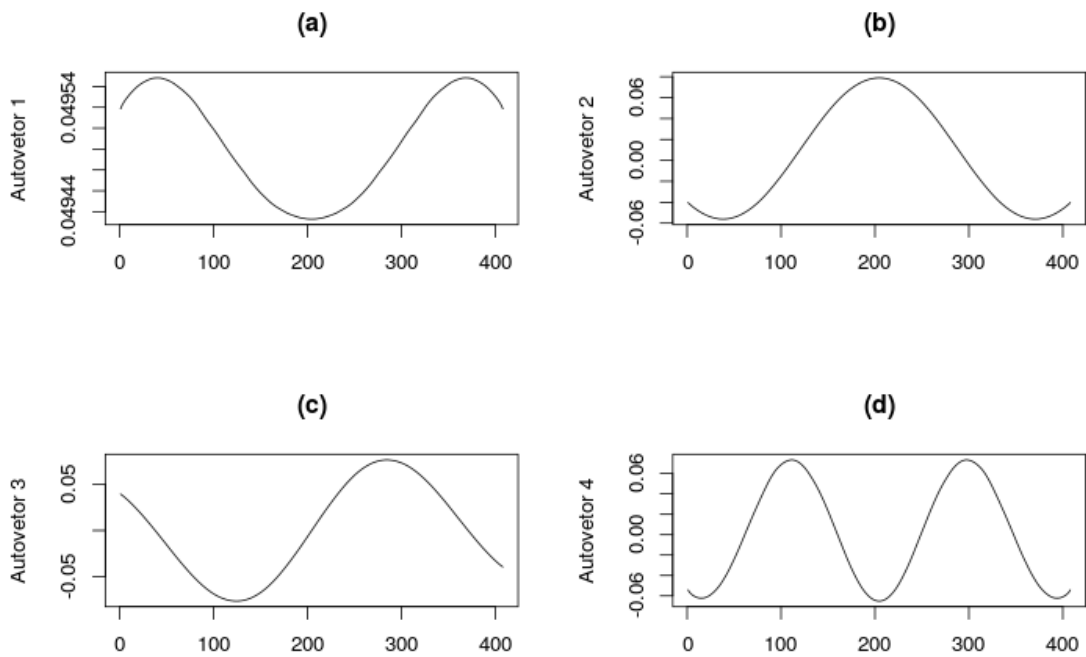 (a)
Autovetor 1
0.04944 0.04954
0 100 200 300 400
(b)
Autovetor 2
-0.06 0.00 0.06
0 100 200 300 400
(c)
Autovetor 3
-0.05 0.05
0 100 200 300 400
(d)
Autovetor 4
-0.06 0.00 0.06
0 100 200 300 400